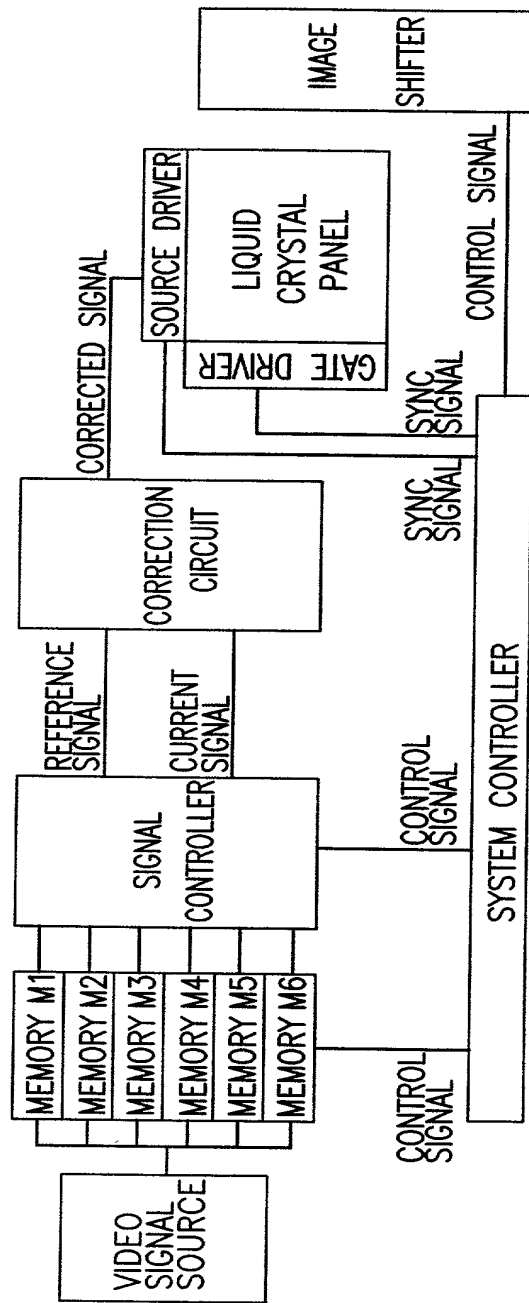 VIDEO
SIGNAL
SOURCE
MEMORY M1
MEMORY M2
MEMORY M3
MEMORY M4
MEMORY M5
MEMORY M6
SIGNAL
CONTROLLER
REFERENCE
SIGNAL
CURRENT
SIGNAL
CORRECTION
CIRCUIT
CORRECTED SIGNAL
SOURCE DRIVER
GATE DRIVER
LIQUID
CRYSTAL
PANEL
IMAGE
SHIFTER
CONTROL
SIGNAL
CONTROL
SIGNAL
SYNC
SIGNAL
SYNC
SIGNAL
CONTROL SIGNAL
SYSTEM CONTROLLER